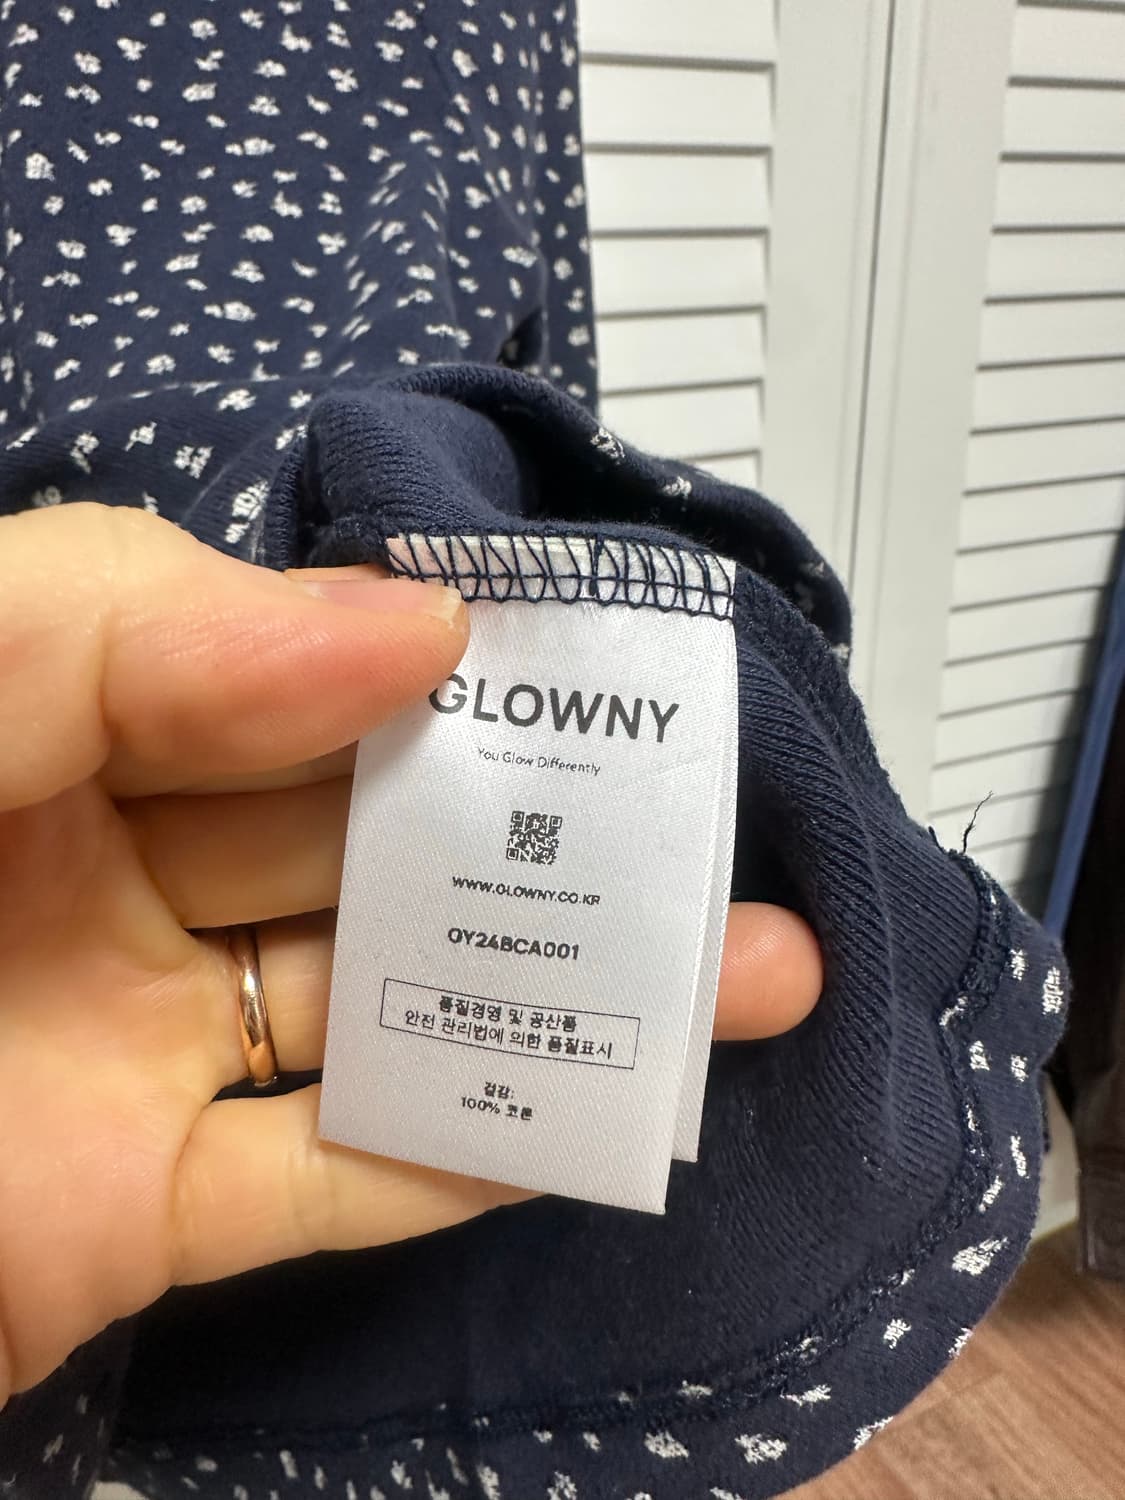 GLOWNY
You Glow Differently
WWW.GLOWNY.CO.KR
GY24BCA001
품질경영 및 공산품
안전 관리법에 의한 품질표시
겉감:
100% 코튼